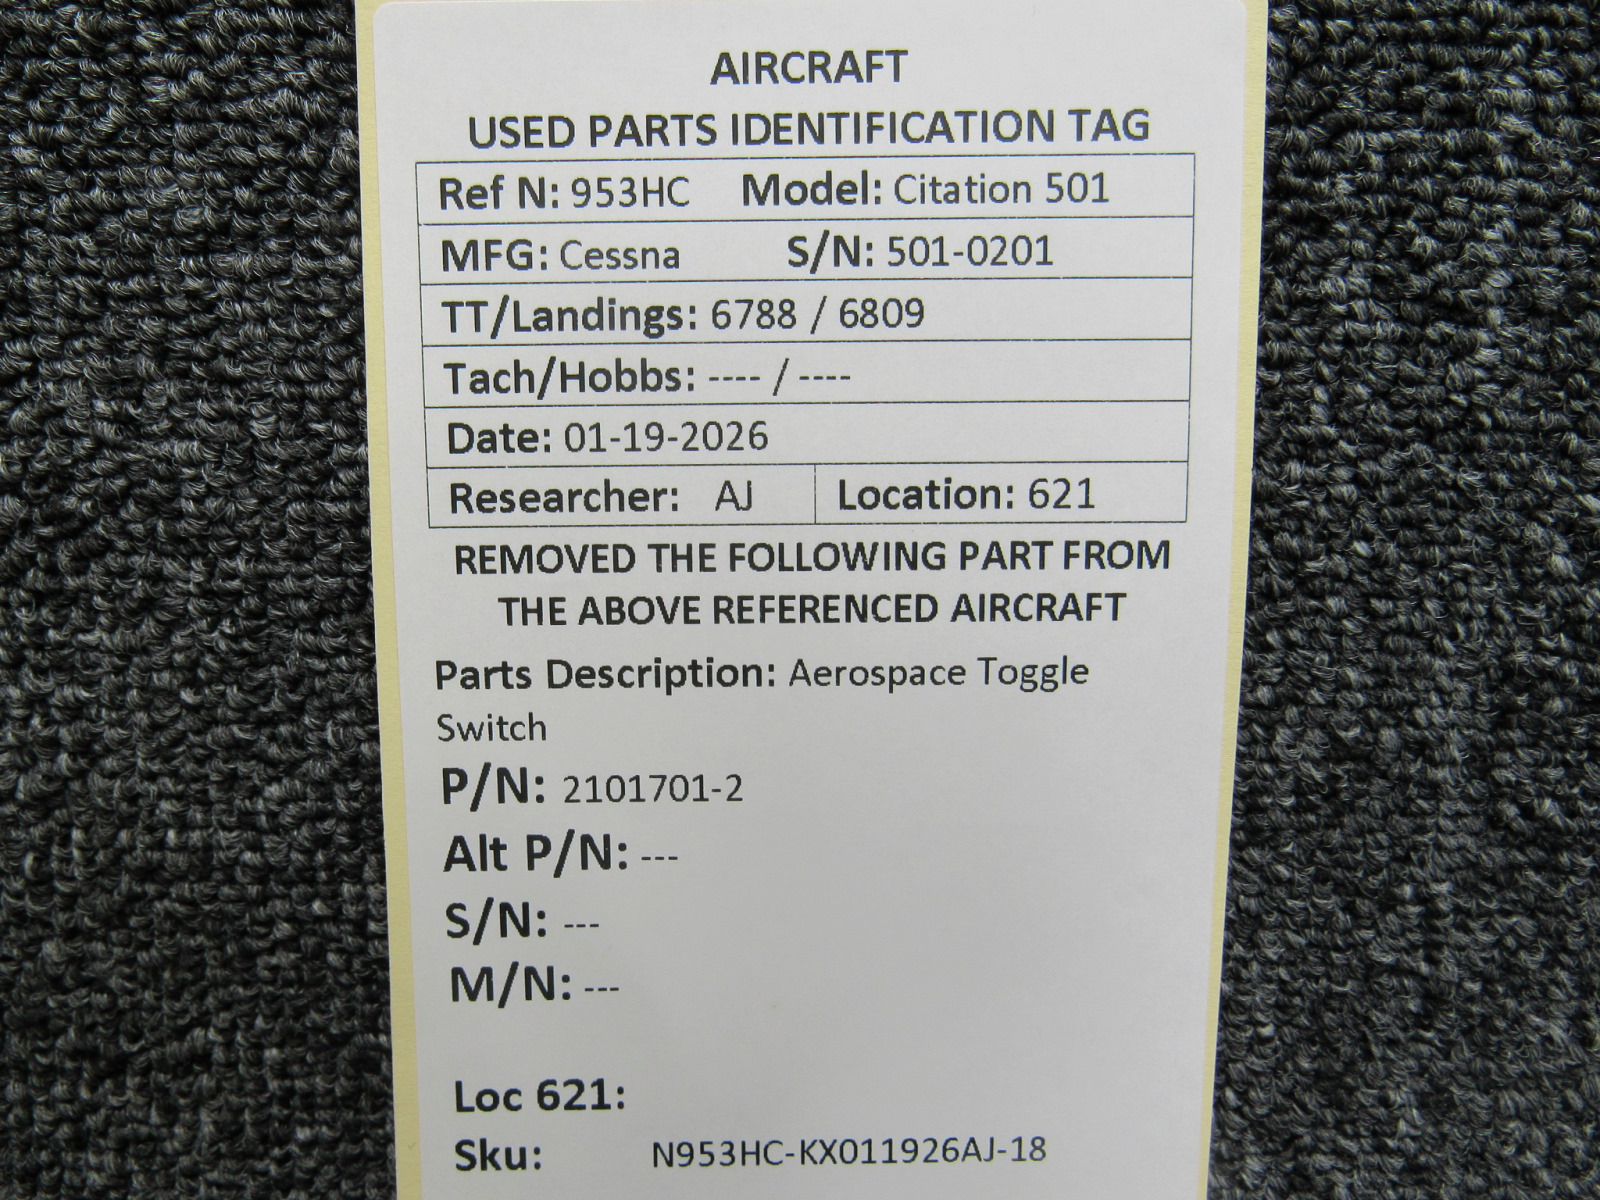 AIRCRAFT
USED PARTS IDENTIFICATION TAG
Ref N: 953HC Model: Citation 501
MFG: Cessna S/N: 501-0201
TT/Landings: 6788 / 6809
Tach/Hobbs: ---- / ----
Date: 01-19-2026
Researcher: AJ Location: 621
REMOVED THE FOLLOWING PART FROM
THE ABOVE REFERENCED AIRCRAFT
Parts Description: Aerospace Toggle
Switch
P/N: 2101701-2
Alt P/N: ---
S/N: ---
M/N: ---
Loc 621:
Sku: N953HC-KX011926AJ-18